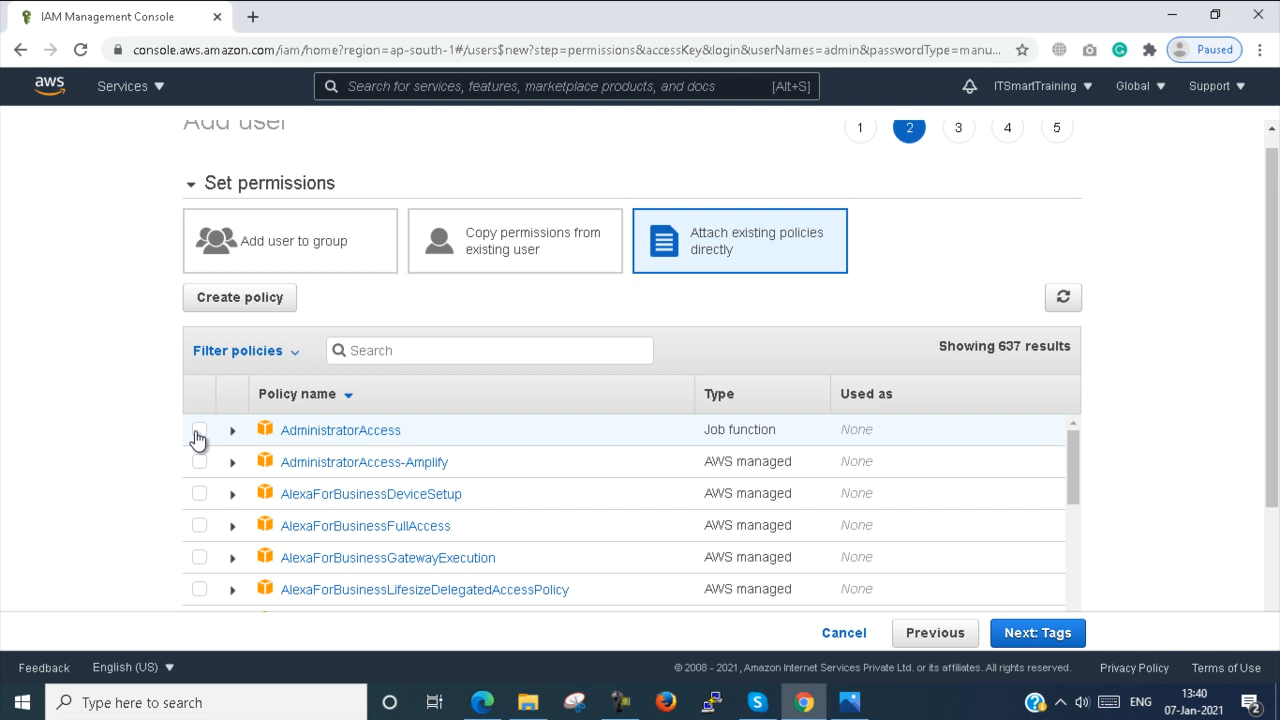 IAM Management Console
console.aws.amazon.com/iam/home?region=ap-south-1#/users$new?step=permissions&accessKey&login&userNames=admin&passwordType=manu...
Paused
aws
Services
Search for services, features, marketplace products, and docs
[Alt+S]
ITSmartTraining
Global
Support
Add user
1
2
3
4
5
Set permissions
Add user to group
Copy permissions from
existing user
Attach existing policies
directly
Create policy
Filter policies
Search
Showing 637 results
Policy name
Type
Used as
AdministratorAccess
Job function
None
AdministratorAccess-Amplify
AWS managed
None
AlexaForBusinessDeviceSetup
AWS managed
None
AlexaForBusinessFullAccess
AWS managed
None
AlexaForBusinessGatewayExecution
AWS managed
None
AlexaForBusinessLifesizeDelegatedAccessPolicy
AWS managed
None
Cancel
Previous
Next: Tags
Feedback
English (US)
© 2008 - 2021, Amazon Internet Services Private Ltd. or its affiliates. All rights reserved.
Privacy Policy
Terms of Use
Type here to search
ENG
13:40
07-Jan-2021
2